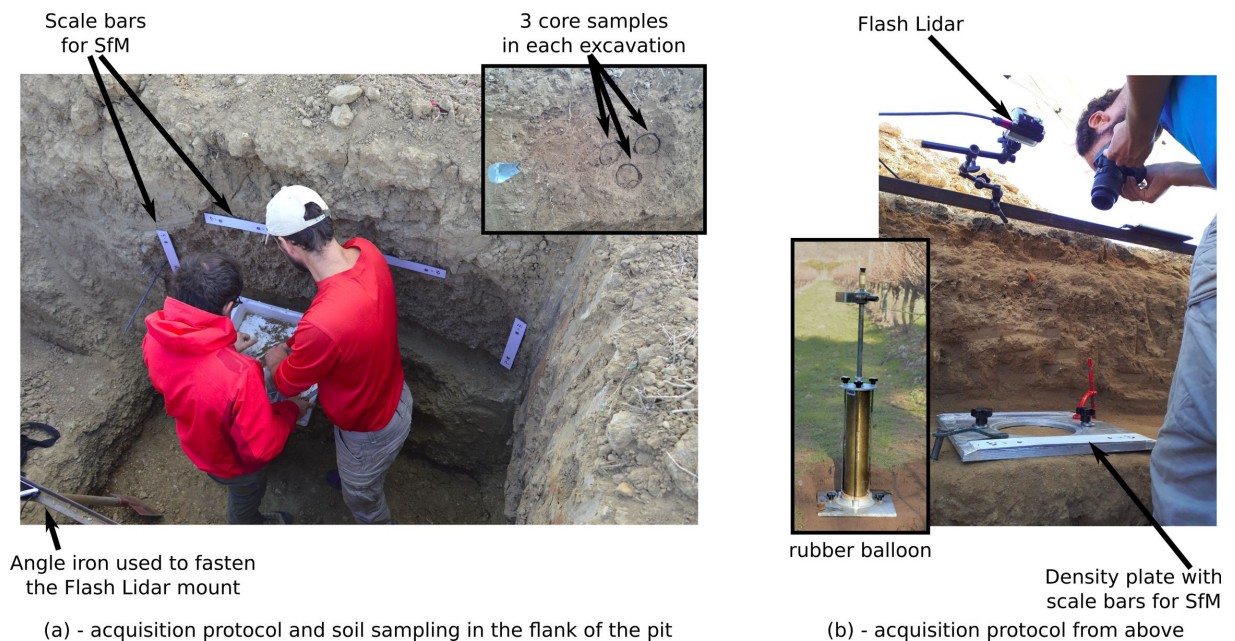 Scale bars
for SfM
3 core samples
in each excavation
Angle iron used to fasten
the Flash Lidar mount
(a) - acquisition protocol and soil sampling in the flank of the pit
Flash Lidar
rubber balloon
Density plate with
scale bars for SfM
(b) - acquisition protocol from above